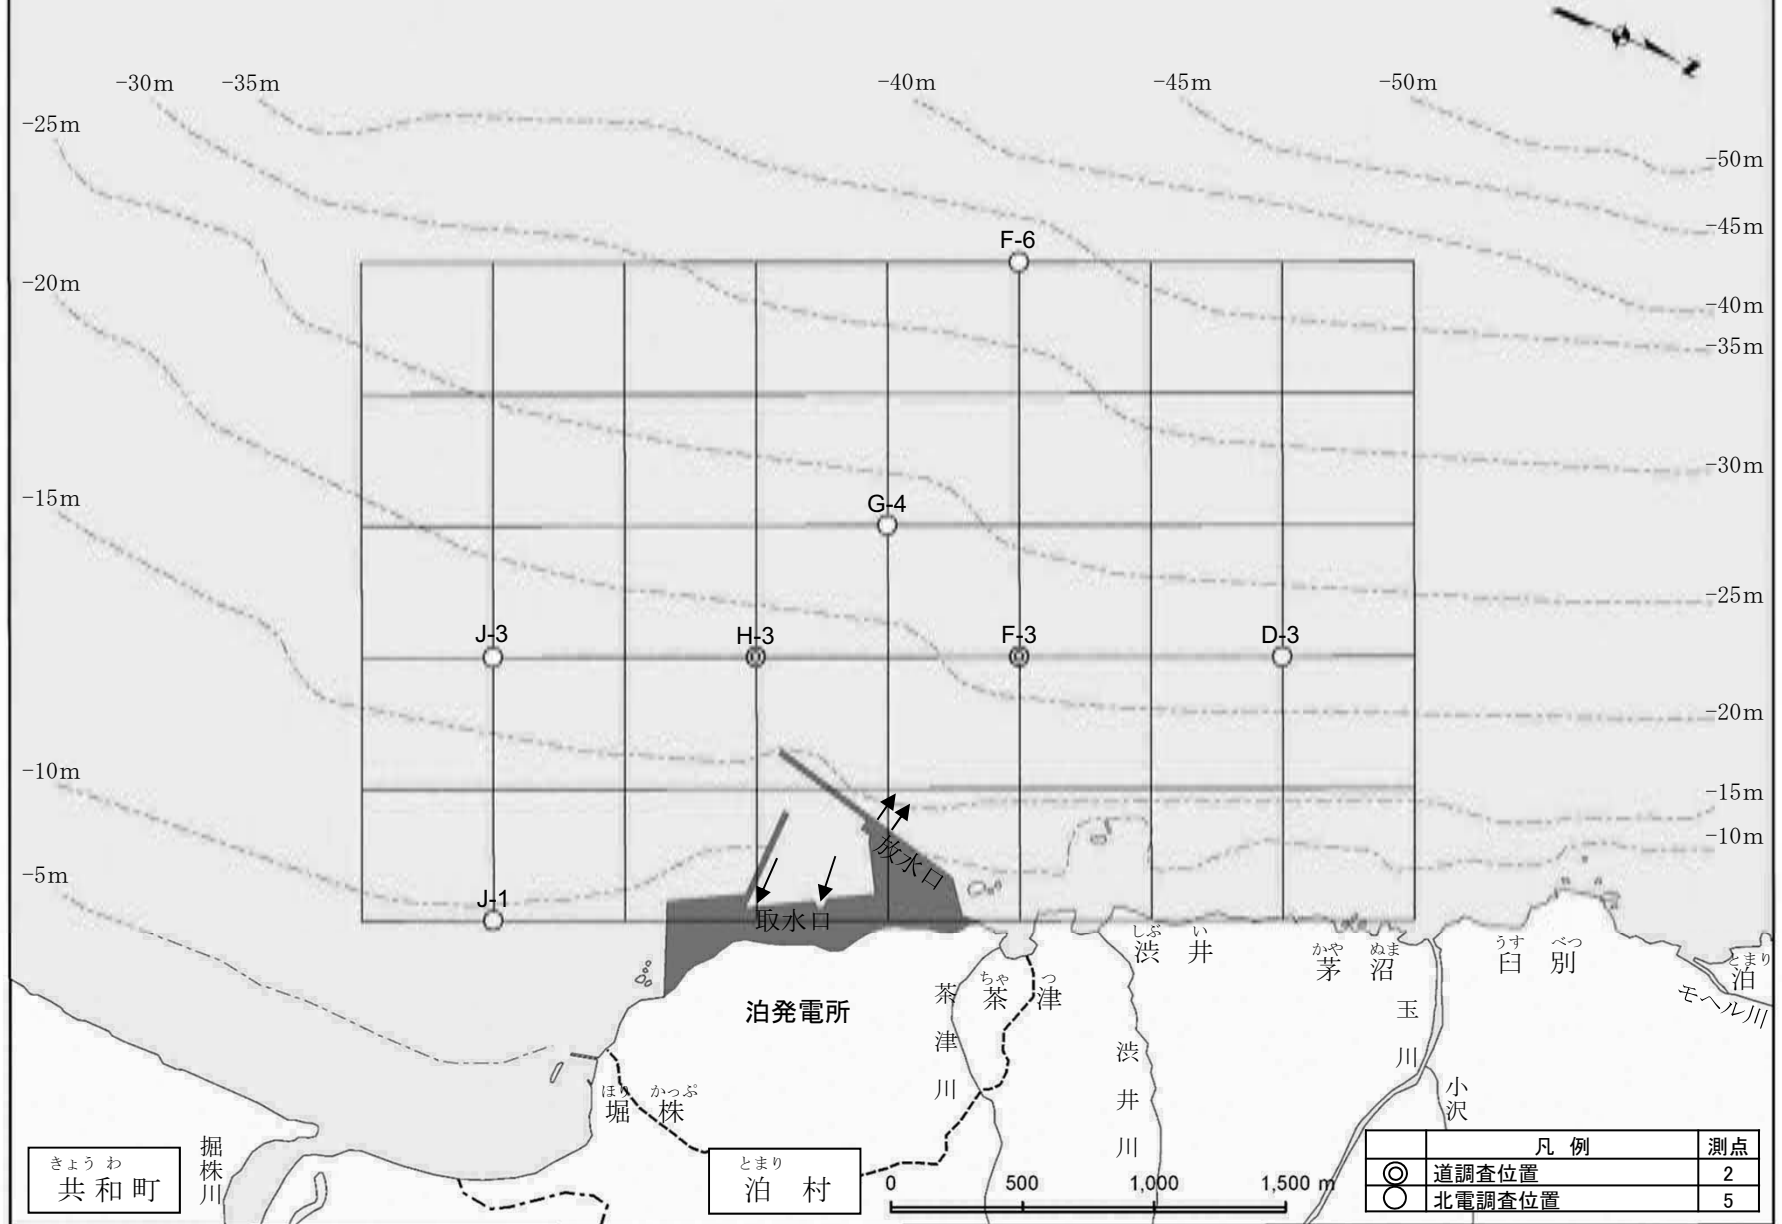 -30m
-35m
-40m
-45m
-50m
-25m
-50m
-45m
F-6
-20m
-40m
-35m
-30m
-15m
G-4
-25m
J-3
H-3
F-3
D-3
-20m
-10m
-15m
放水口
-10m
-5m
J-1
取水口
しぶ い
渋 井
かや ぬま
茅 沼
うす べつ
臼 別
とまり
泊
モヘル川
ちゃ つ
茶 津
茶津川
泊発電所
玉川
渋井川
小沢
ほり かっぷ
堀 株
掘株川
きょう わ
共和町
とまり
泊 村
0 500 1,000 1,500 m
凡 例 測点
◎ 道調査位置 2
○ 北電調査位置 5